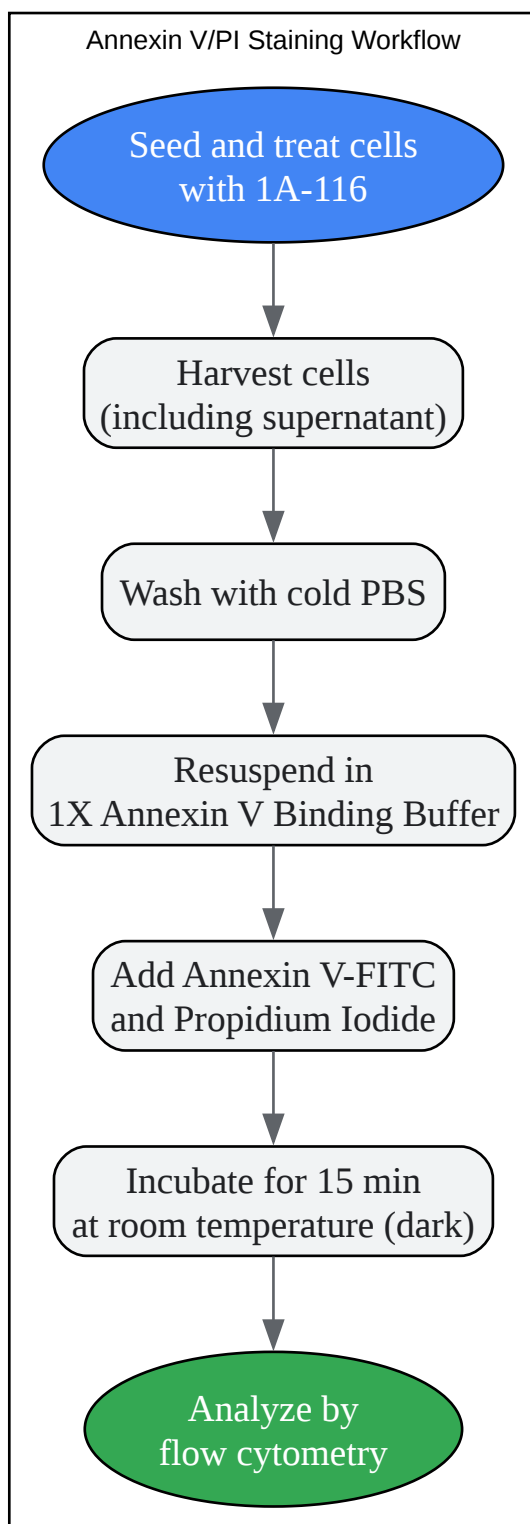 Annexin V/PI Staining Workflow
Seed and treat cells
with 1A-116
Harvest cells
(including supernatant)
Wash with cold PBS
Resuspend in
1X Annexin V Binding Buffer
Add Annexin V-FITC
and Propidium Iodide
Incubate for 15 min
at room temperature (dark)
Analyze by
flow cytometry